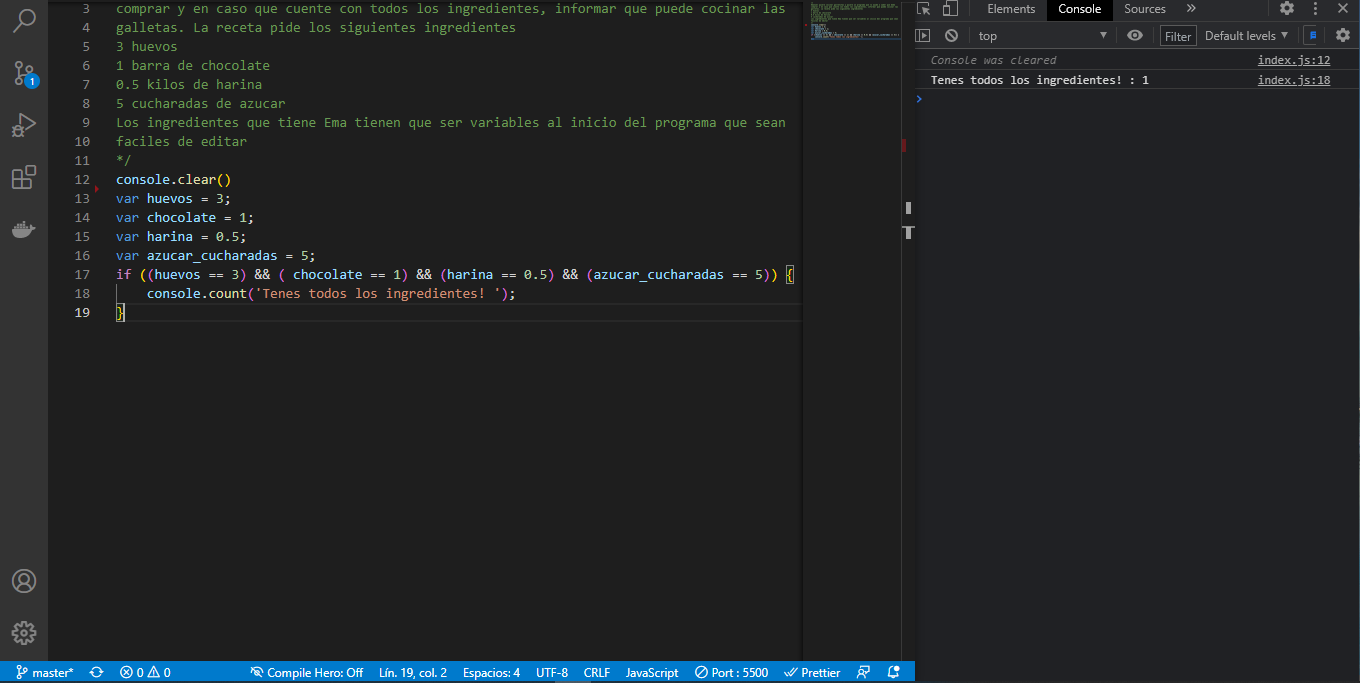 3 comprar y en caso que cuente con todos los ingredientes, informar que puede cocinar las
4 galletas. La receta pide los siguientes ingredientes
5 3 huevos
6 1 barra de chocolate
7 0.5 kilos de harina
8 5 cucharadas de azucar
9 Los ingredientes que tiene Ema tienen que ser variables al inicio del programa que sean
10 faciles de editar
11 */
12 console.clear()
13 var huevos = 3;
14 var chocolate = 1;
15 var harina = 0.5;
16 var azucar_cucharadas = 5;
17 if ((huevos == 3) && ( chocolate == 1) && (harina == 0.5) && (azucar_cucharadas == 5)) {
18 console.count('Tenes todos los ingredientes! ');
19 }
1
Elements Console Sources »
top Filter Default levels
Console was cleared index.js:12
Tenes todos los ingredientes! : 1 index.js:18
master* 0 0 Compile Hero: Off Lín. 19, col. 2 Espacios: 4 UTF-8 CRLF JavaScript Port : 5500 Prettier